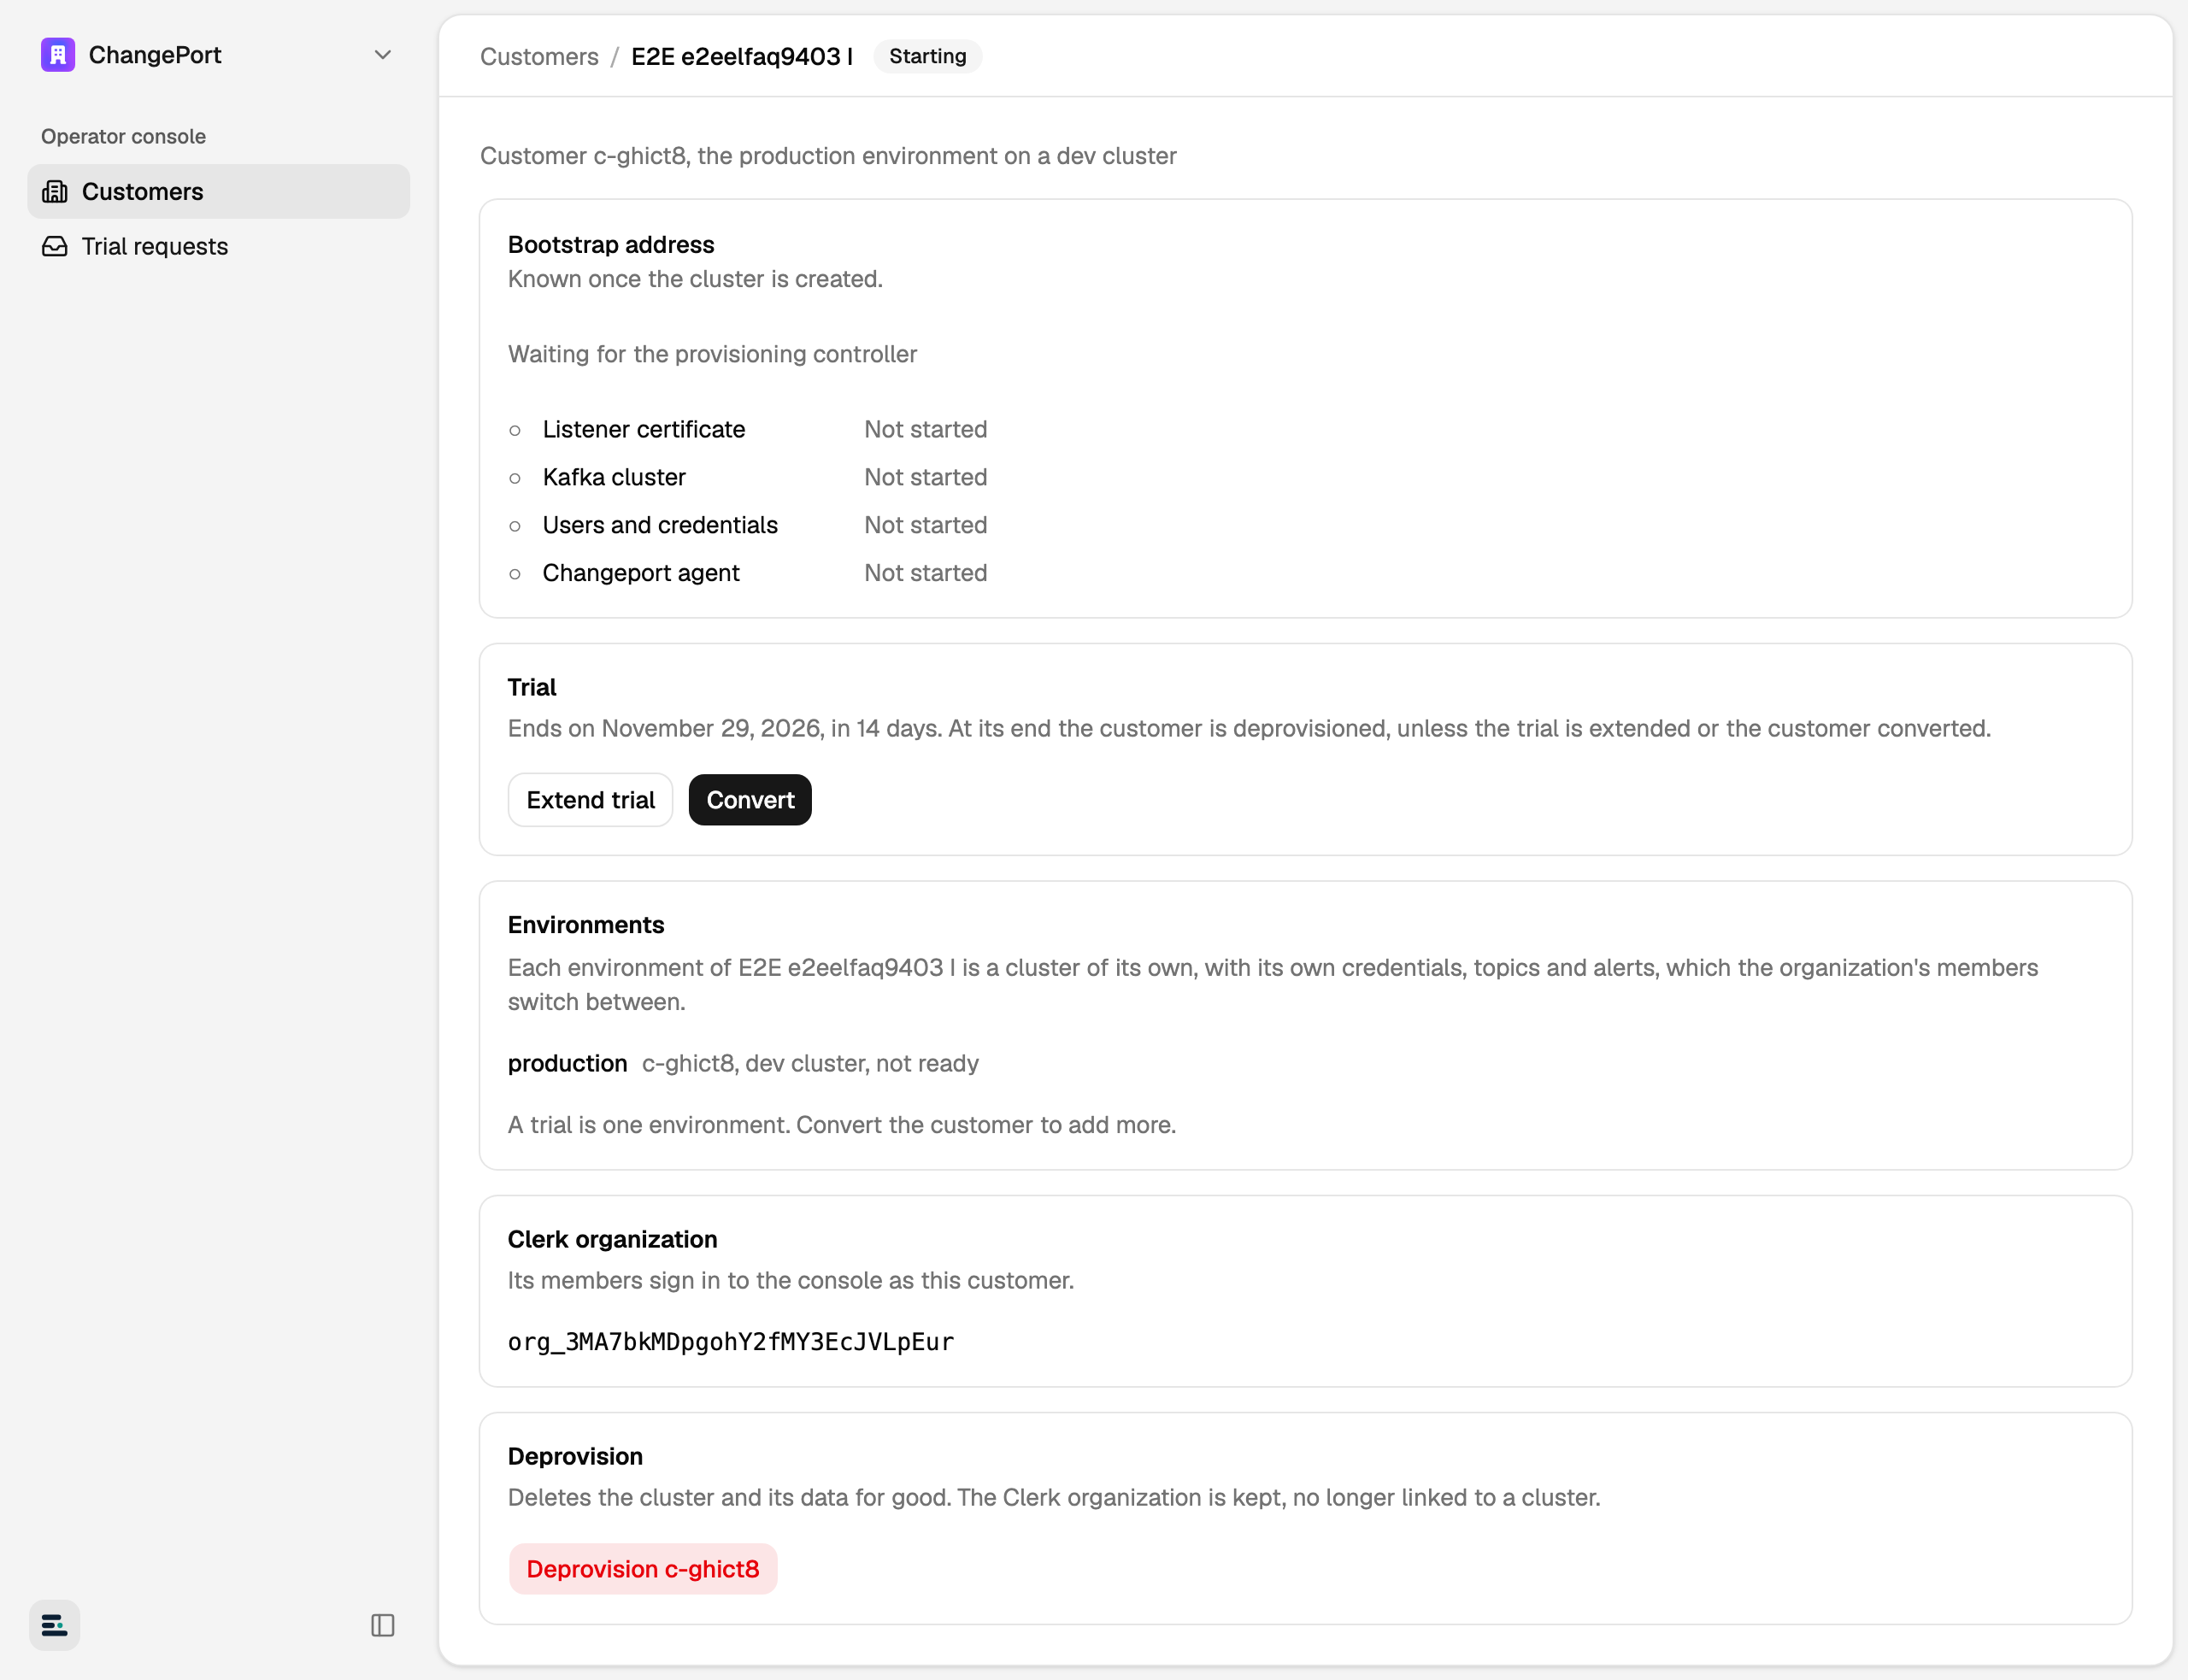 ChangePort
Operator console
Customers
Trial requests
Customers / E2E e2eelfaq9403 l Starting
Customer c-ghict8, the production environment on a dev cluster
Bootstrap address
Known once the cluster is created.
Waiting for the provisioning controller
Listener certificate Not started
Kafka cluster Not started
Users and credentials Not started
Changeport agent Not started
Trial
Ends on November 29, 2026, in 14 days. At its end the customer is deprovisioned, unless the trial is extended or the customer converted.
Extend trial Convert
Environments
Each environment of E2E e2eelfaq9403 l is a cluster of its own, with its own credentials, topics and alerts, which the organization's members
switch between.
production c-ghict8, dev cluster, not ready
A trial is one environment. Convert the customer to add more.
Clerk organization
Its members sign in to the console as this customer.
org_3MA7bkMDpgohY2fMY3EcJVLpEur
Deprovision
Deletes the cluster and its data for good. The Clerk organization is kept, no longer linked to a cluster.
Deprovision c-ghict8